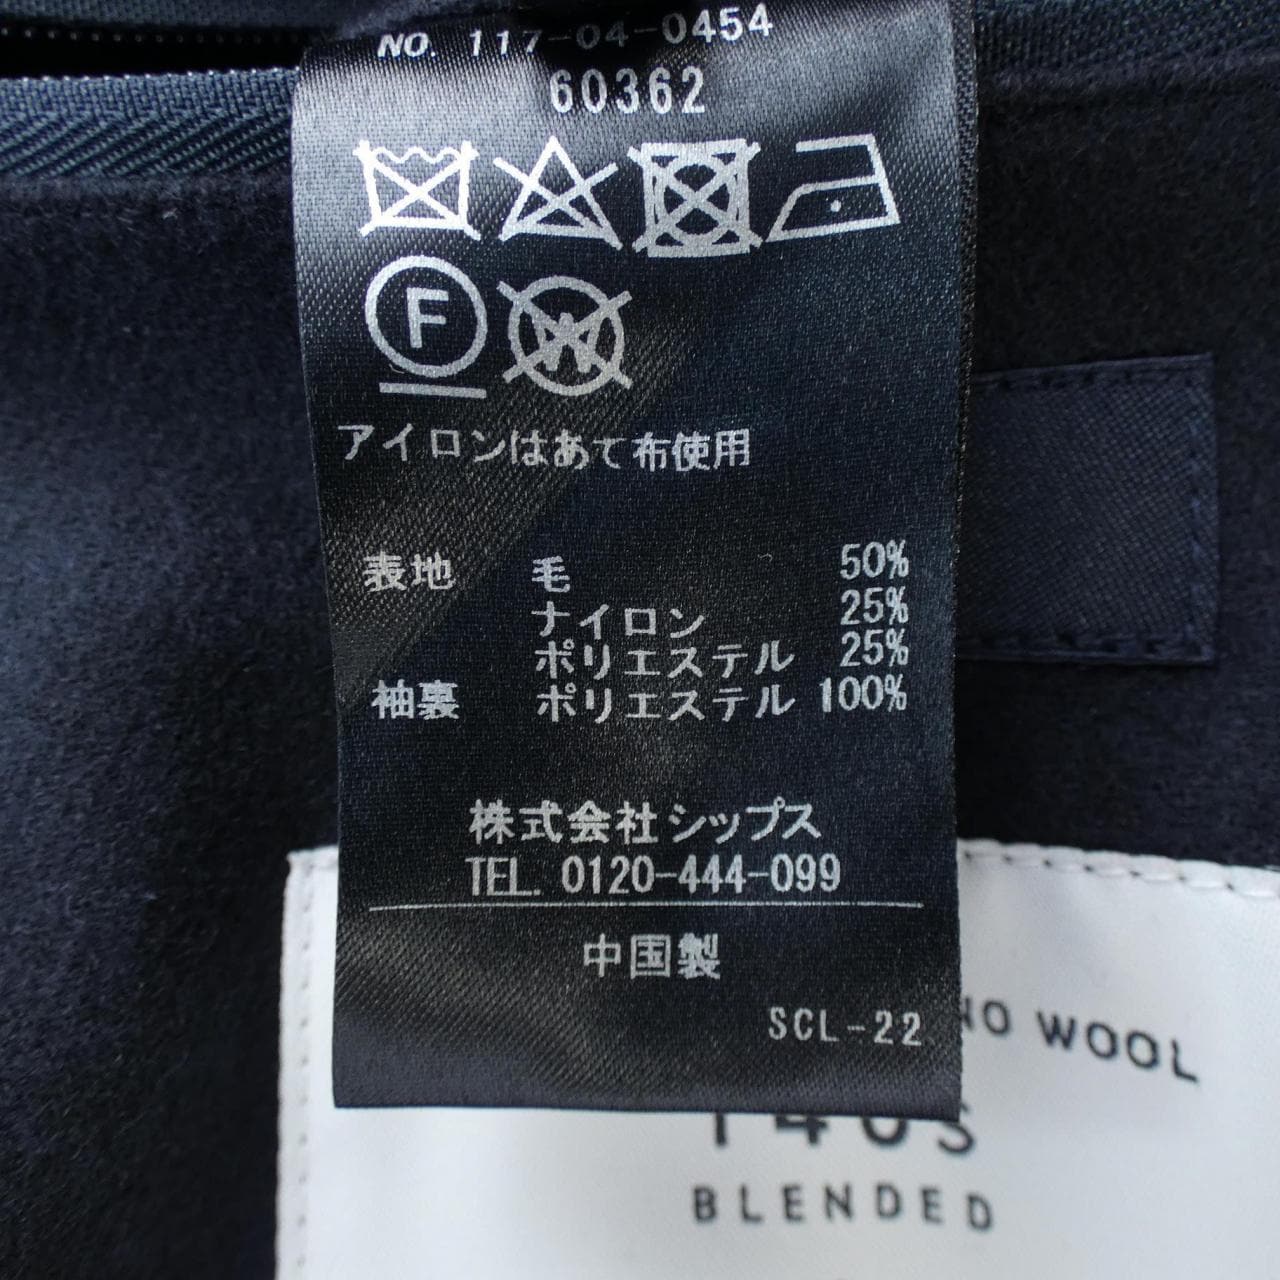 NO. 117-04-0454
60362
F
W
アイロンはあて布使用
表地 毛 50%
ナイロン 25%
ポリエステル 25%
袖裏 ポリエステル 100%
株式会社シップス
TEL. 0120-444-099
中国製
SCL-22
WOOL
BLENDED